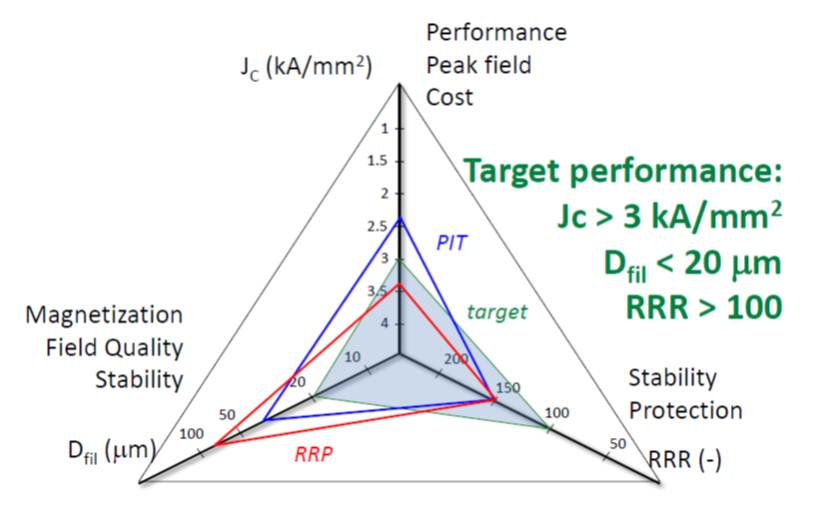 Performance
Peak field
Cost
J_C (kA/mm²)
1
1.5
2
2.5
3
3.5
4
PIT
target
Target performance:
Jc > 3 kA/mm²
D_fil < 20 μm
RRR > 100
Magnetization
Field Quality
Stability
10
20
50
100
D_fil (μm)
RRP
200
150
100
50
Stability
Protection
RRR (-)